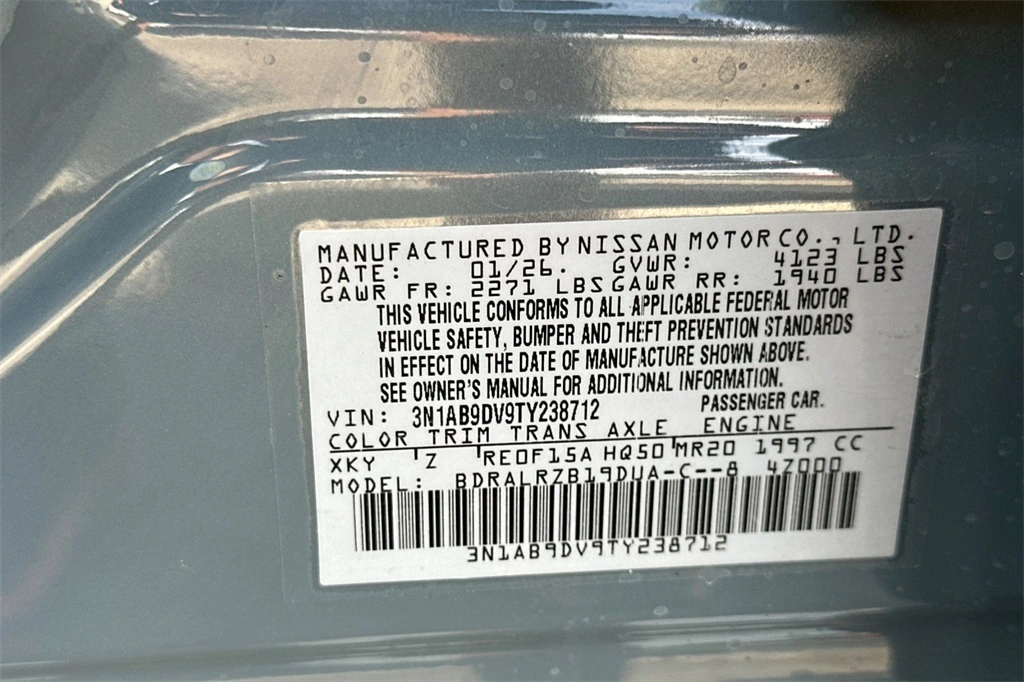 MANUFACTURED BY NISSAN MOTOR CO., LTD.
DATE: 01/26. GVWR: 4123 LBS
GAWR FR: 2271 LBS GAWR RR: 1940 LBS
THIS VEHICLE CONFORMS TO ALL APPLICABLE FEDERAL MOTOR
VEHICLE SAFETY, BUMPER AND THEFT PREVENTION STANDARDS
IN EFFECT ON THE DATE OF MANUFACTURE SHOWN ABOVE.
SEE OWNER'S MANUAL FOR ADDITIONAL INFORMATION.
VIN: 3N1AB9DV9TY238712 PASSENGER CAR.
COLOR TRIM TRANS AXLE ENGINE
XKY 'Z 'RE0F15A HQ50'MR20 1997 CC
MODEL: BDRALRZB19DUA-C--8 47000
3N1AB9DV9TY238712